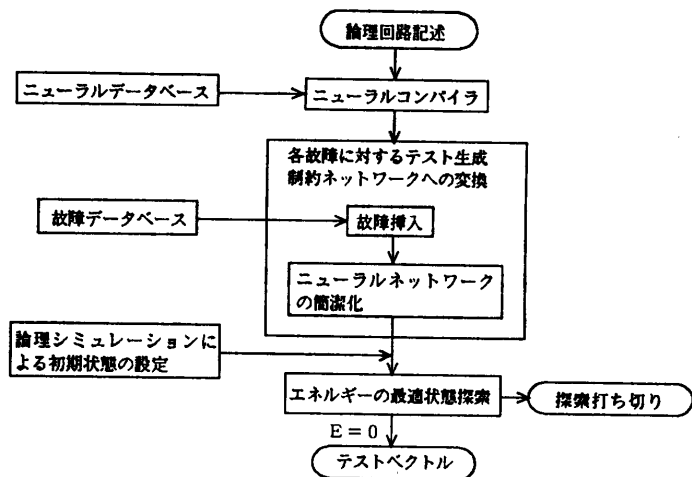 論理回路記述
ニューラルデータベース
ニューラルコンパイラ
各故障に対するテスト生成
制約ネットワークへの変換
故障データベース
故障挿入
ニューラルネットワーク
の簡潔化
論理シミュレーションに
よる初期状態の設定
エネルギーの最適状態探索
探索打ち切り
E = 0
テストベクトル